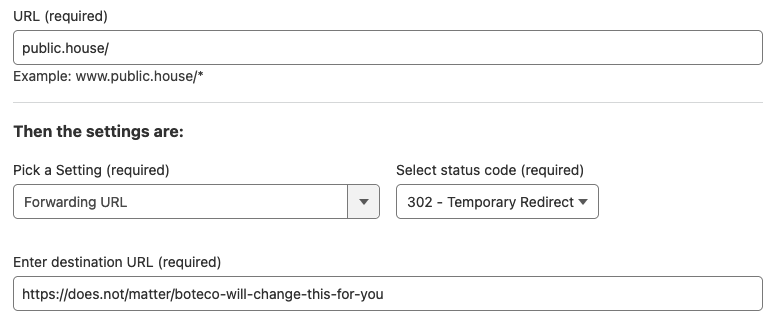 URL (required)
public.house/
Example: www.public.house/*
Then the settings are:
Pick a Setting (required)
Select status code (required)
Forwarding URL
302 - Temporary Redirect
Enter destination URL (required)
https://does.not/matter/boteco-will-change-this-for-you